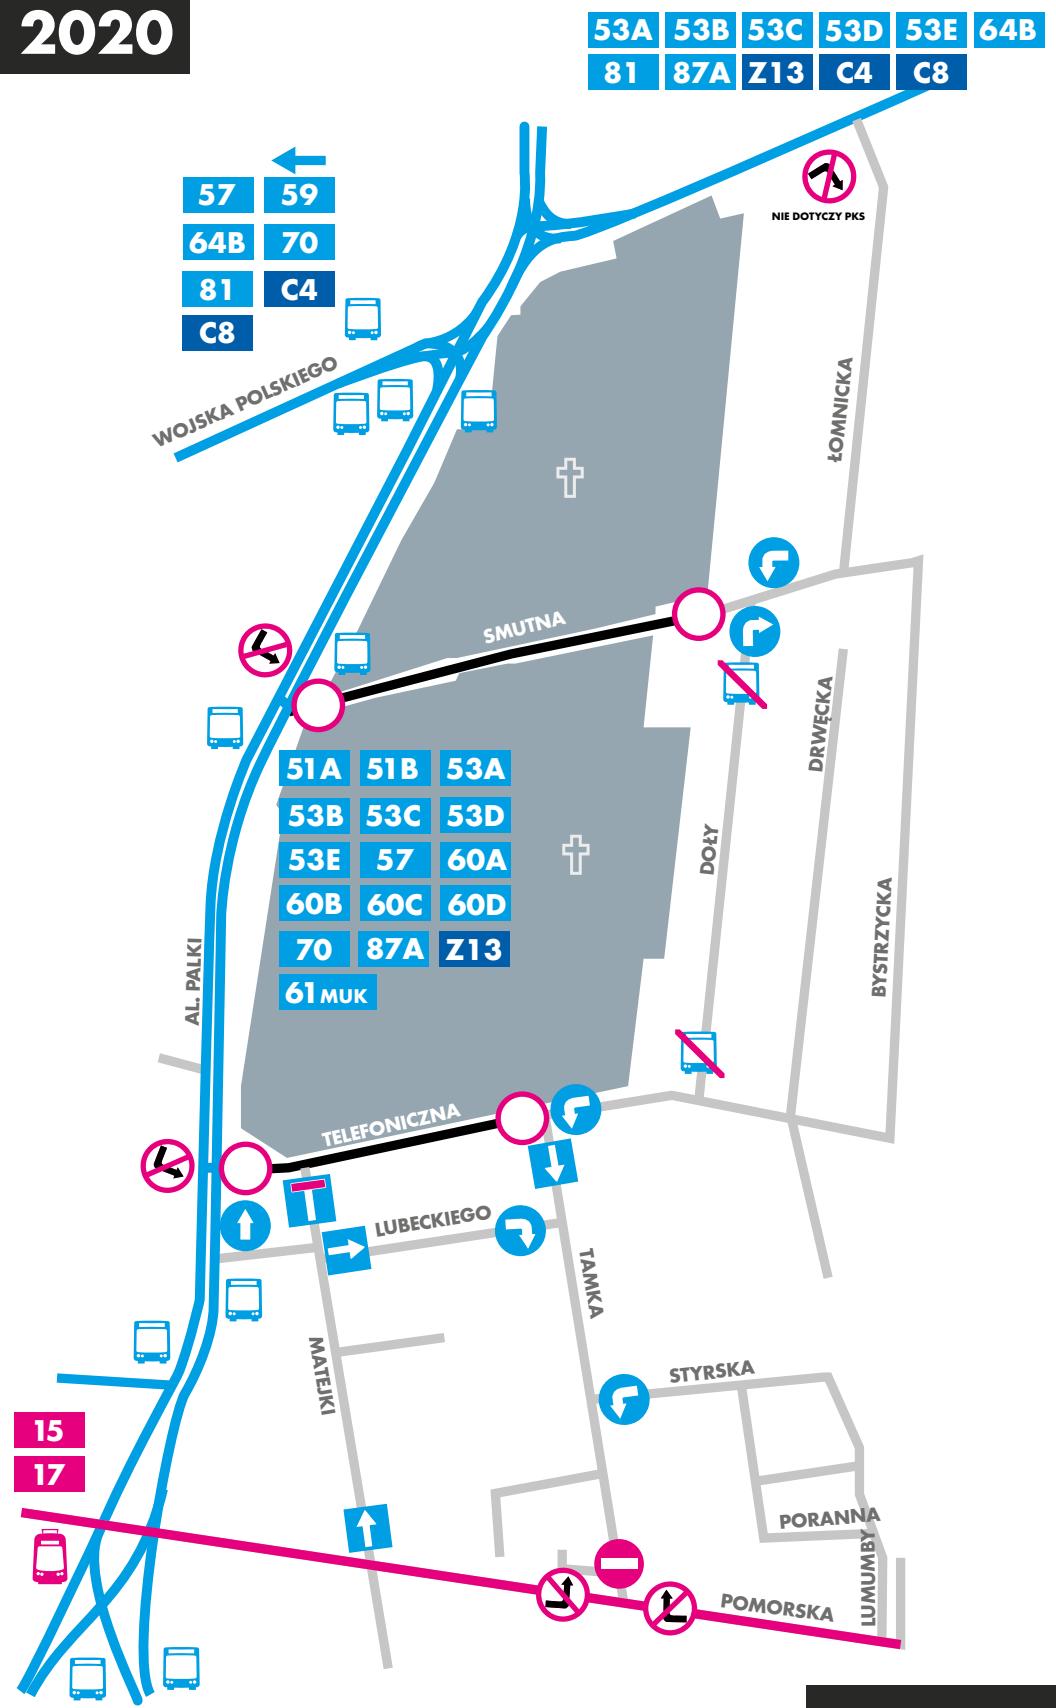 2020
53A 53B 53C 53D 53E 64B
81 87A Z13 C4 C8
57 59
64B 70
81 C4
C8
NIE DOTYCZY PKS
WOJSKA POLSKIEGO
ŁOMNICKA
SMUTNA
DRWĘCKA
51A 51B 53A
53B 53C 53D
53E 57 60A
60B 60C 60D
70 87A Z13
61 MUK
DOŁY
BYSTRZYCKA
AL. PALKI
TELEFONICZNA
LUBECKIEGO
TAMKA
MATEJKI
STYRSKA
15
17
PORANNA
LUMUMBY
POMORSKA